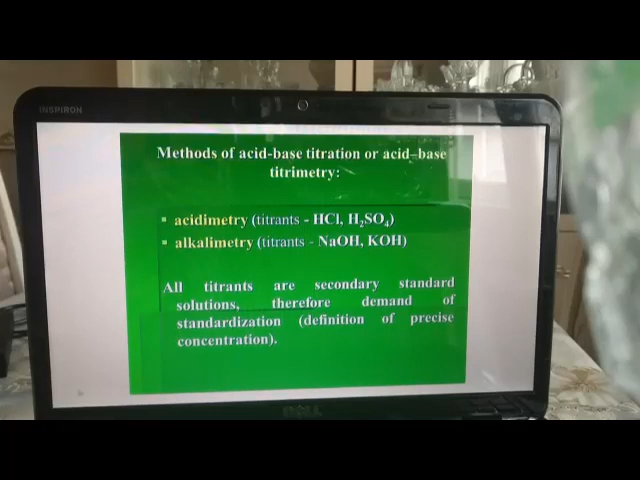 INSPIRON
Methods of acid-base titration or acid–base
titrimetry:
▪ acidimetry (titrants - HCl, H₂SO₄)
▪ alkalimetry (titrants - NaOH, KOH)
All titrants are secondary standard
solutions, therefore demand of
standardization (definition of precise
concentration).
DELL